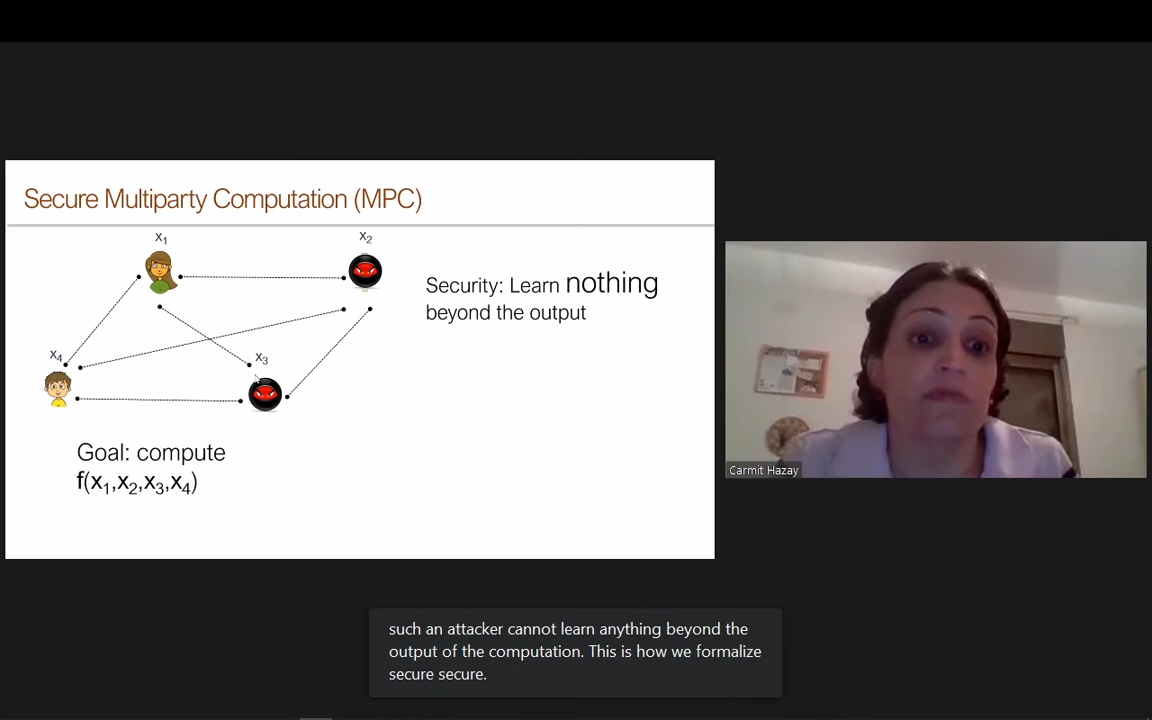 Secure Multiparty Computation (MPC)
x1
x2
Security: Learn nothing
beyond the output
x4
x3
Goal: compute
f(x1,x2,x3,x4)
Carmit Hazay
such an attacker cannot learn anything beyond the
output of the computation. This is how we formalize
secure secure.